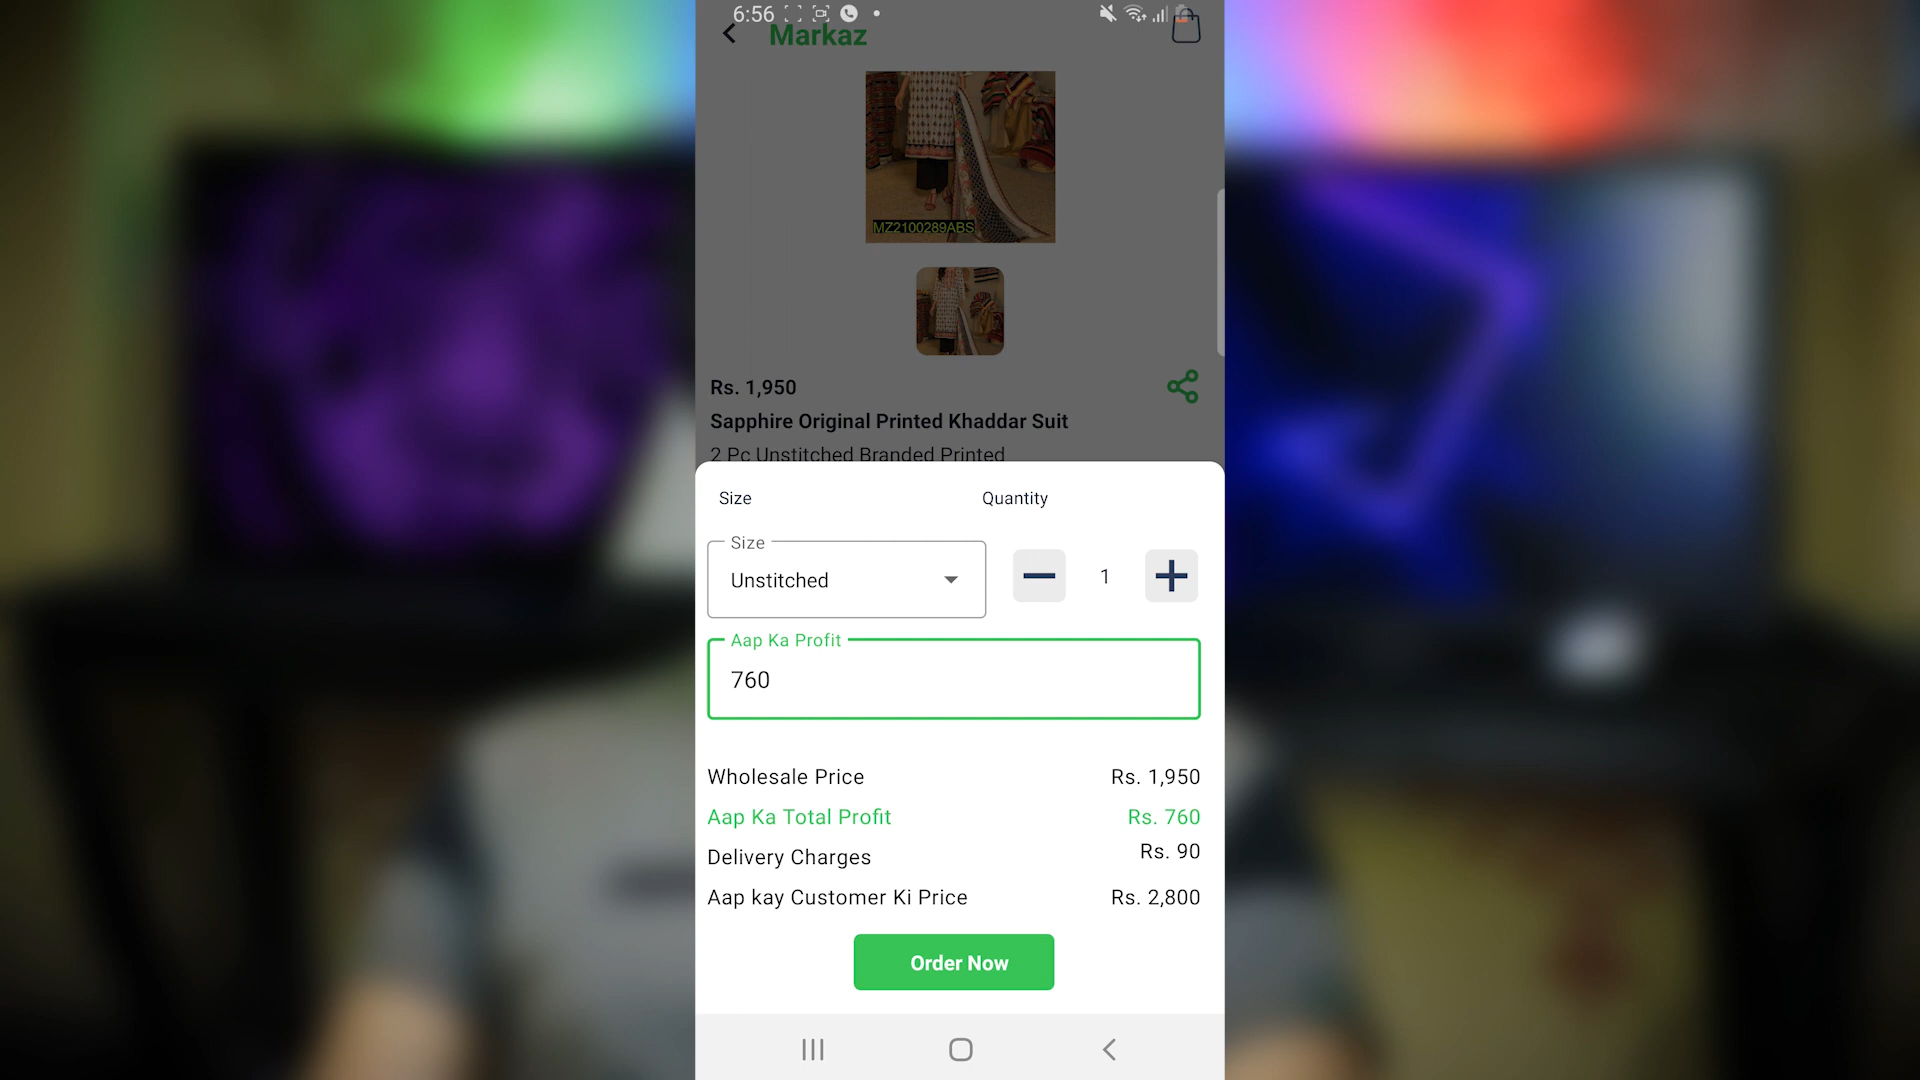 6:56
Markaz
MZ2100289ABS
Rs. 1,950
Sapphire Original Printed Khaddar Suit
2 Pc Unstitched Branded Printed
Size
Quantity
Size
Unstitched
1
Aap Ka Profit
760
Wholesale Price
Rs. 1,950
Aap Ka Total Profit
Rs. 760
Delivery Charges
Rs. 90
Aap kay Customer Ki Price
Rs. 2,800
Order Now